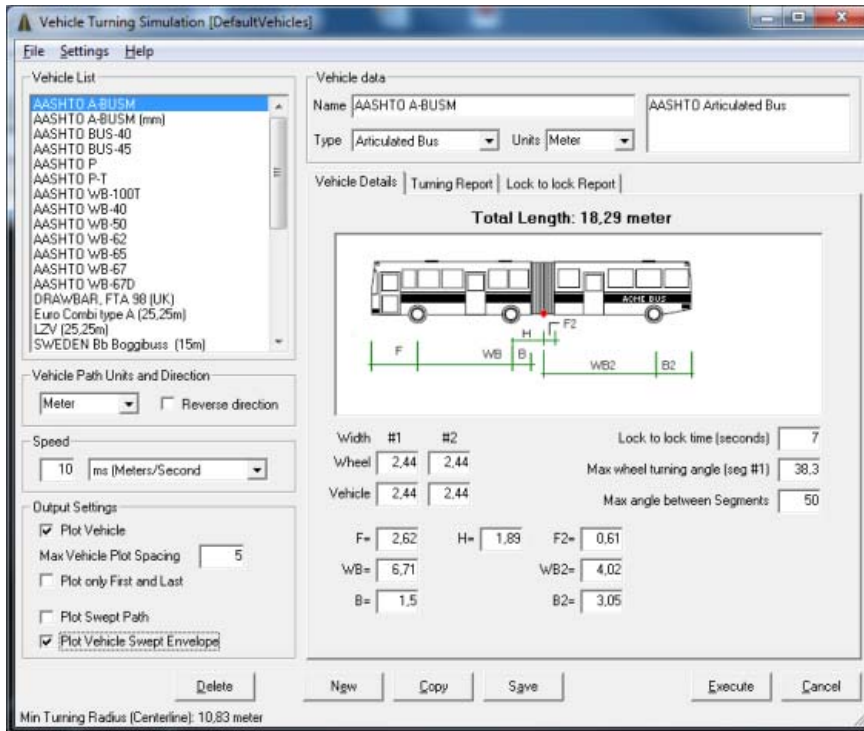 Vehicle Turning Simulation [DefaultVehicles]
File Settings Help
Vehicle List
AASHTO A-BUSM
AASHTO A-BUSM (mm)
AASHTO BUS-40
AASHTO BUS-45
AASHTO P
AASHTO P-T
AASHTO WB-100T
AASHTO WB-40
AASHTO WB-50
AASHTO WB-62
AASHTO WB-65
AASHTO WB-67
AASHTO WB-67D
DRAWBAR, FTA 98 (UK)
Euro Combi type A (25,25m)
LZV (25,25m)
SWEDEN Bb Boggibuss (15m)
Vehicle Path Units and Direction
Meter Reverse direction
Speed
10 ms (Meters/Second
Output Settings
Plot Vehicle
Max Vehicle Plot Spacing 5
Plot only First and Last
Plot Swept Path
Plot Vehicle Swept Envelope
Vehicle data
Name AASHTO A-BUSM AASHTO Articulated Bus
Type Articulated Bus Units Meter
Vehicle Details Turning Report Lock to lock Report
Total Length: 18,29 meter
ACME BUS
H F2
F WB B WB2 B2
Width #1 #2
Wheel 2,44 2,44
Vehicle 2,44 2,44
Lock to lock time (seconds) 7
Max wheel turning angle (seg #1) 38,3
Max angle between Segments 50
F= 2,62 H= 1,89 F2= 0,61
WB= 6,71 WB2= 4,02
B= 1,5 B2= 3,05
Delete New Copy Save Execute Cancel
Min Turning Radius (Centerline): 10,83 meter